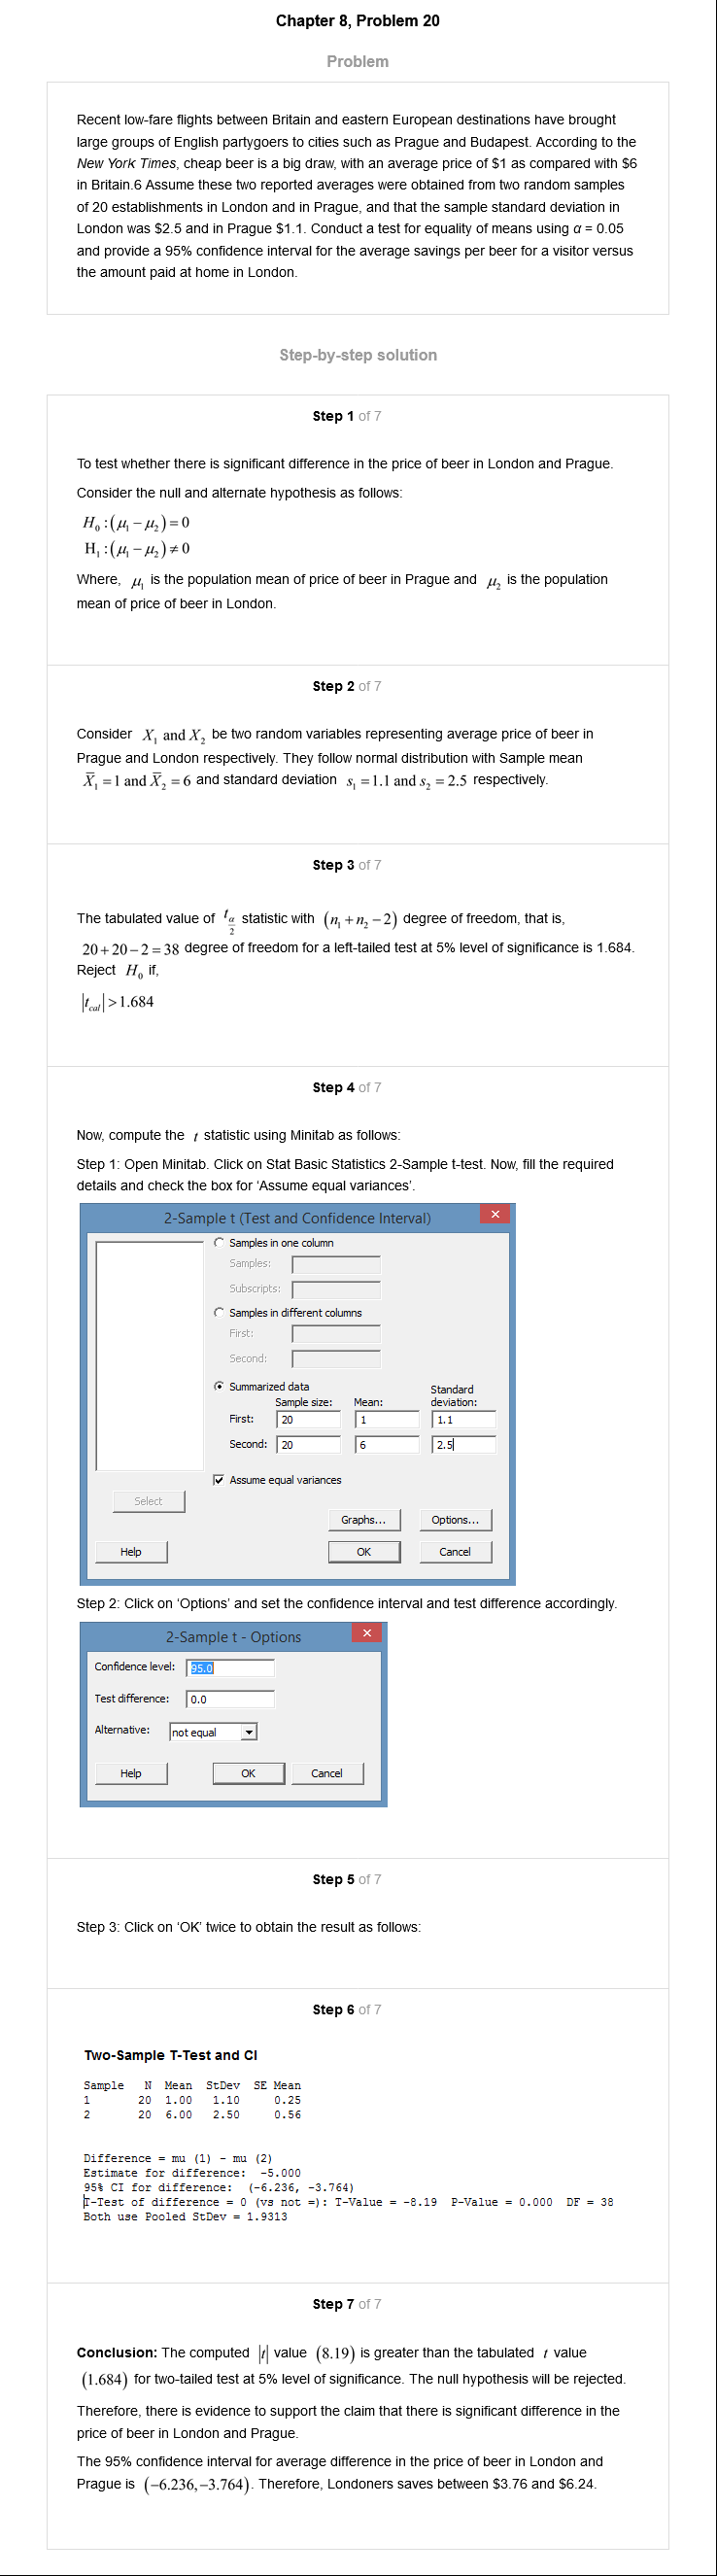 Chapter 8, Problem 20
Problem
Recent low-fare flights between Britain and eastern European destinations have brought
large groups of English partygoers to cities such as Prague and Budapest. According to the
New York Times, cheap beer is a big draw, with an average price of $1 as compared with $6
in Britain.6 Assume these two reported averages were obtained from two random samples
of 20 establishments in London and in Prague, and that the sample standard deviation in
London was $2.5 and in Prague $1.1. Conduct a test for equality of means using α = 0.05
and provide a 95% confidence interval for the average savings per beer for a visitor versus
the amount paid at home in London.
Step-by-step solution
Step 1 of 7
To test whether there is significant difference in the price of beer in London and Prague.
Consider the null and alternate hypothesis as follows:
H₀ :(μ₁ − μ₂) = 0
H₁ :(μ₁ − μ₂) ≠ 0
Where, μ₁ is the population mean of price of beer in Prague and μ₂ is the population
mean of price of beer in London.
Step 2 of 7
Consider X₁ and X₂ be two random variables representing average price of beer in
Prague and London respectively. They follow normal distribution with Sample mean
X̄₁ = 1 and X̄₂ = 6 and standard deviation s₁ = 1.1 and s₂ = 2.5 respectively.
Step 3 of 7
The tabulated value of t_{α/2} statistic with (n₁ + n₂ − 2) degree of freedom, that is,
20 + 20 − 2 = 38 degree of freedom for a left-tailed test at 5% level of significance is 1.684.
Reject H₀ if,
|t_cal| > 1.684
Step 4 of 7
Now, compute the t statistic using Minitab as follows:
Step 1: Open Minitab. Click on Stat Basic Statistics 2-Sample t-test. Now, fill the required
details and check the box for ‘Assume equal variances’.
2-Sample t (Test and Confidence Interval)
x
Samples in one column
Samples:
Subscripts:
Samples in different columns
First:
Second:
Summarized data
Sample size: Mean: Standard deviation:
First: 20 1 1.1
Second: 20 6 2.5
Assume equal variances
Select
Graphs... Options...
Help OK Cancel
Step 2: Click on ‘Options’ and set the confidence interval and test difference accordingly.
2-Sample t - Options
x
Confidence level: 95.0
Test difference: 0.0
Alternative: not equal
Help OK Cancel
Step 5 of 7
Step 3: Click on ‘OK’ twice to obtain the result as follows:
Step 6 of 7
Two-Sample T-Test and CI
Sample N Mean StDev SE Mean
1 20 1.00 1.10 0.25
2 20 6.00 2.50 0.56
Difference = mu (1) - mu (2)
Estimate for difference: -5.000
95% CI for difference: (-6.236, -3.764)
T-Test of difference = 0 (vs not =): T-Value = -8.19 P-Value = 0.000 DF = 38
Both use Pooled StDev = 1.9313
Step 7 of 7
Conclusion: The computed |t| value (8.19) is greater than the tabulated t value
(1.684) for two-tailed test at 5% level of significance. The null hypothesis will be rejected.
Therefore, there is evidence to support the claim that there is significant difference in the
price of beer in London and Prague.
The 95% confidence interval for average difference in the price of beer in London and
Prague is (−6.236, −3.764). Therefore, Londoners saves between $3.76 and $6.24.